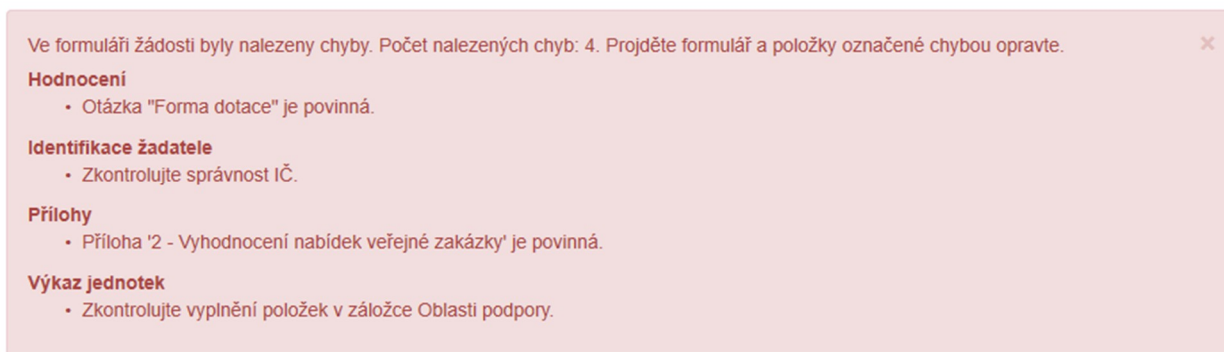 Ve formuláři žádosti byly nalezeny chyby. Počet nalezených chyb: 4. Projděte formulář a položky označené chybou opravte. ×
Hodnocení
• Otázka "Forma dotace" je povinná.
Identifikace žadatele
• Zkontrolujte správnost IČ.
Přílohy
• Příloha '2 - Vyhodnocení nabídek veřejné zakázky' je povinná.
Výkaz jednotek
• Zkontrolujte vyplnění položek v záložce Oblasti podpory.